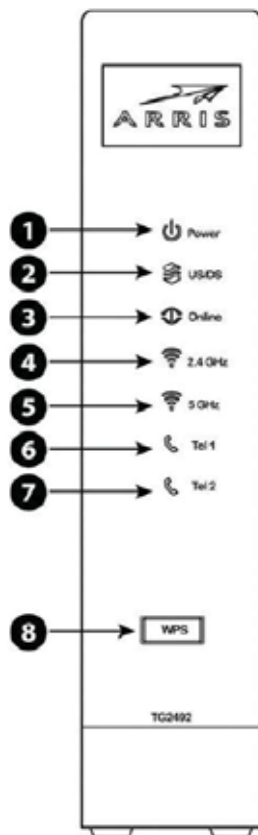 ARRIS
1 Power
2 US/DS
3 Online
4 2.4 GHz
5 5 GHz
6 Tel 1
7 Tel 2
8 WPS
TG2492